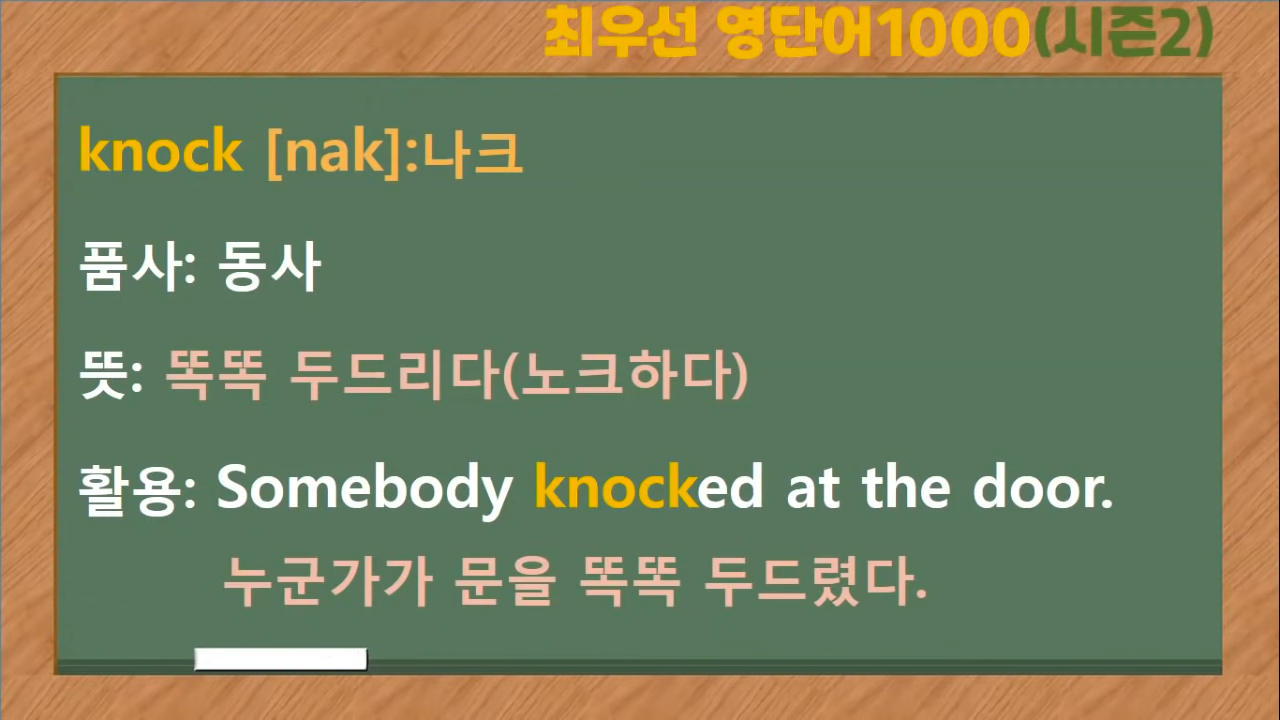 최우선 영단어1000(시즌2)
knock [nak]:나크
품사: 동사
뜻: 똑똑 두드리다(노크하다)
활용: Somebody knocked at the door.
누군가가 문을 똑똑 두드렸다.